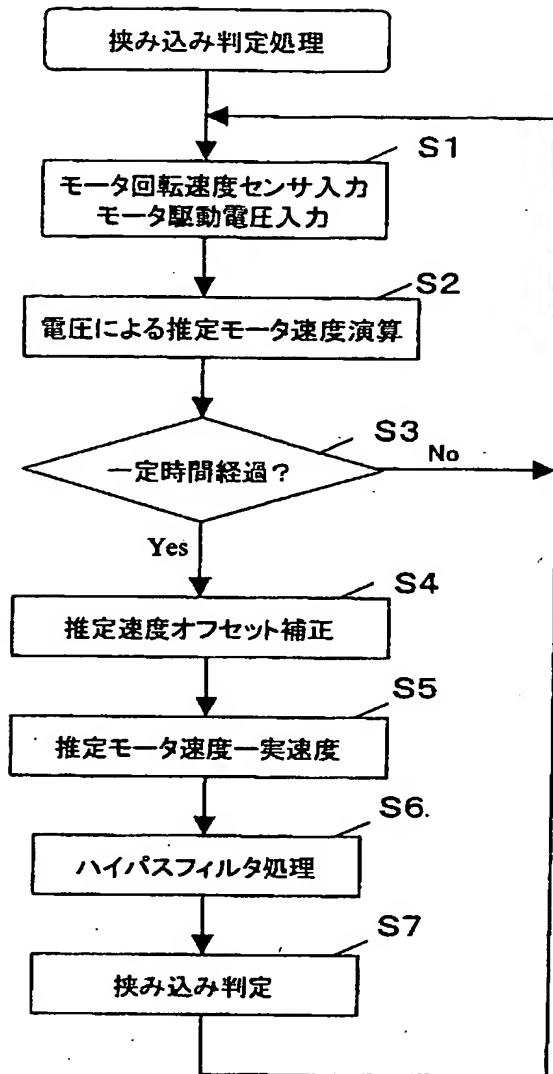 挟み込み判定処理
S1
モータ回転速度センサ入力
モータ駆動電圧入力
S2
電圧による推定モータ速度演算
S3
一定時間経過?
No
Yes
S4
推定速度オフセット補正
S5
推定モータ速度ー実速度
S6
ハイパスフィルタ処理
S7
挟み込み判定